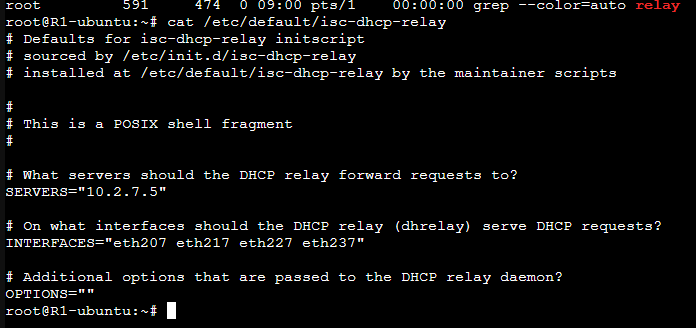 root 591 474 0 09:00 pts/1 00:00:00 grep --color=auto relay
root@R1-ubuntu:~# cat /etc/default/isc-dhcp-relay
# Defaults for isc-dhcp-relay initscript
# sourced by /etc/init.d/isc-dhcp-relay
# installed at /etc/default/isc-dhcp-relay by the maintainer scripts
#
# This is a POSIX shell fragment
#
# What servers should the DHCP relay forward requests to?
SERVERS="10.2.7.5"
# On what interfaces should the DHCP relay (dhrelay) serve DHCP requests?
INTERFACES="eth207 eth217 eth227 eth237"
# Additional options that are passed to the DHCP relay daemon?
OPTIONS=""
root@R1-ubuntu:~#